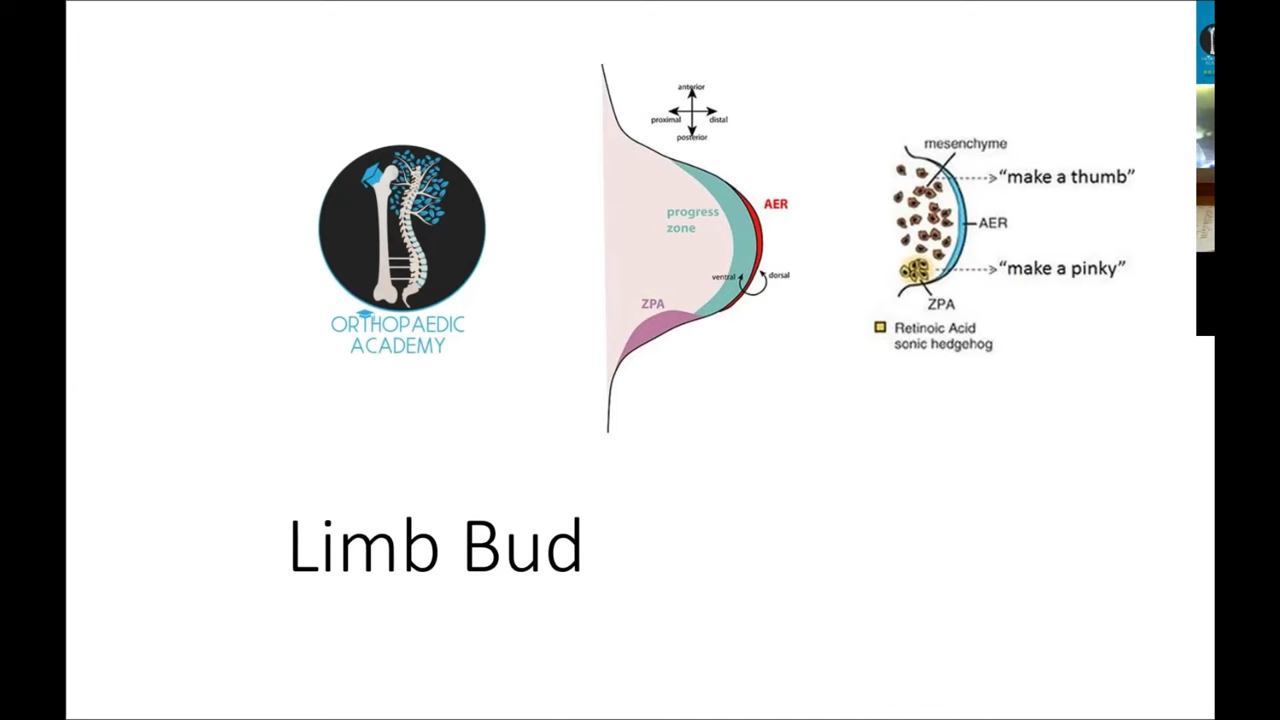 ORTHOPAEDIC
ACADEMY
anterior
proximal
distal
posterior
progress
zone
AER
ventral
dorsal
ZPA
mesenchyme
“make a thumb”
AER
“make a pinky”
ZPA
Retinoic Acid
sonic hedgehog
Limb Bud